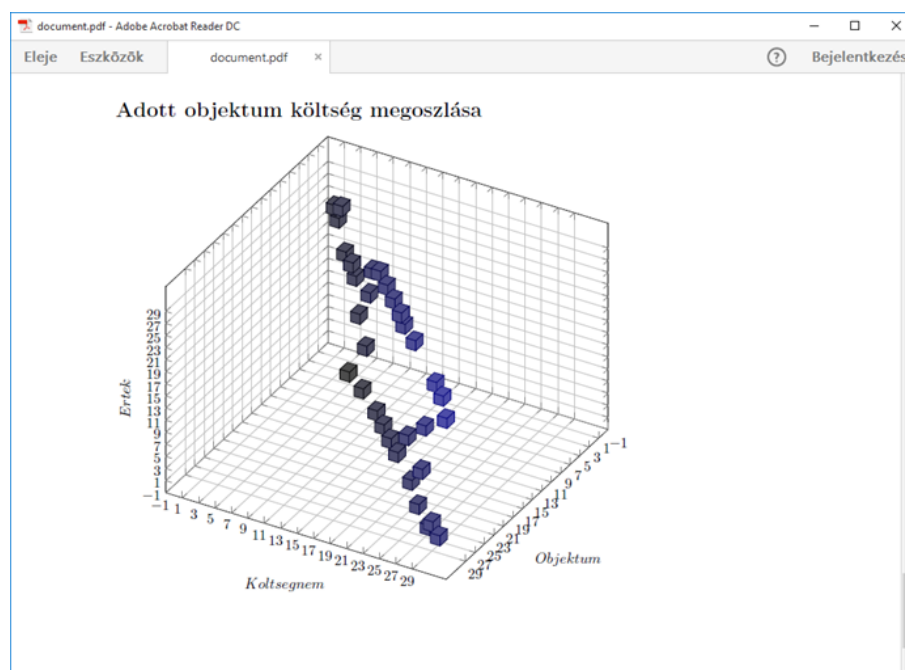 document.pdf - Adobe Acrobat Reader DC
Eleje Eszközök document.pdf × ? Bejelentkezés
Adott objektum költség megoszlása
29
27
25
23
21
19
17
15
13
11
9
7
5
3
1
−1
Ertek
−1 1 3 5 7 9 11 13 15 17 19 21 23 25 27 29
Koltsegnem
29 27 25 23 21 19 17 15 13 11 9 7 5 3 1 −1
Objektum